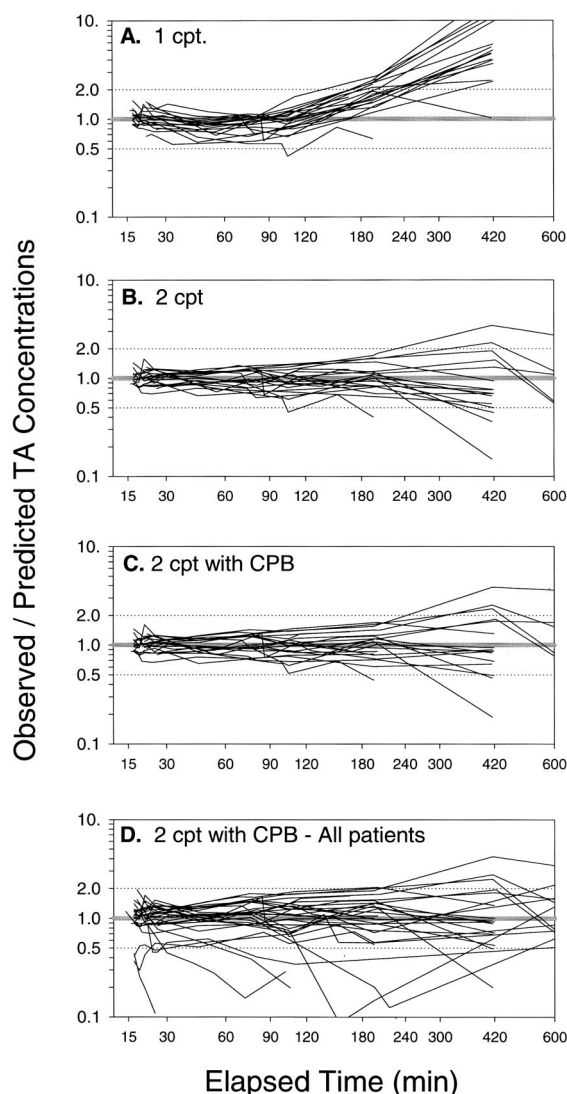 Observed / Predicted TA Concentrations
A. 1 cpt.
10.
2.0
1.0
0.5
0.1
15 30 60 90 120 180 240 300 420 600
B. 2 cpt
10.
2.0
1.0
0.5
0.1
15 30 60 90 120 180 240 300 420 600
C. 2 cpt with CPB
10.
2.0
1.0
0.5
0.1
15 30 60 90 120 180 240 300 420 600
D. 2 cpt with CPB - All patients
10.
2.0
1.0
0.5
0.1
15 30 60 90 120 180 240 300 420 600
Elapsed Time (min)